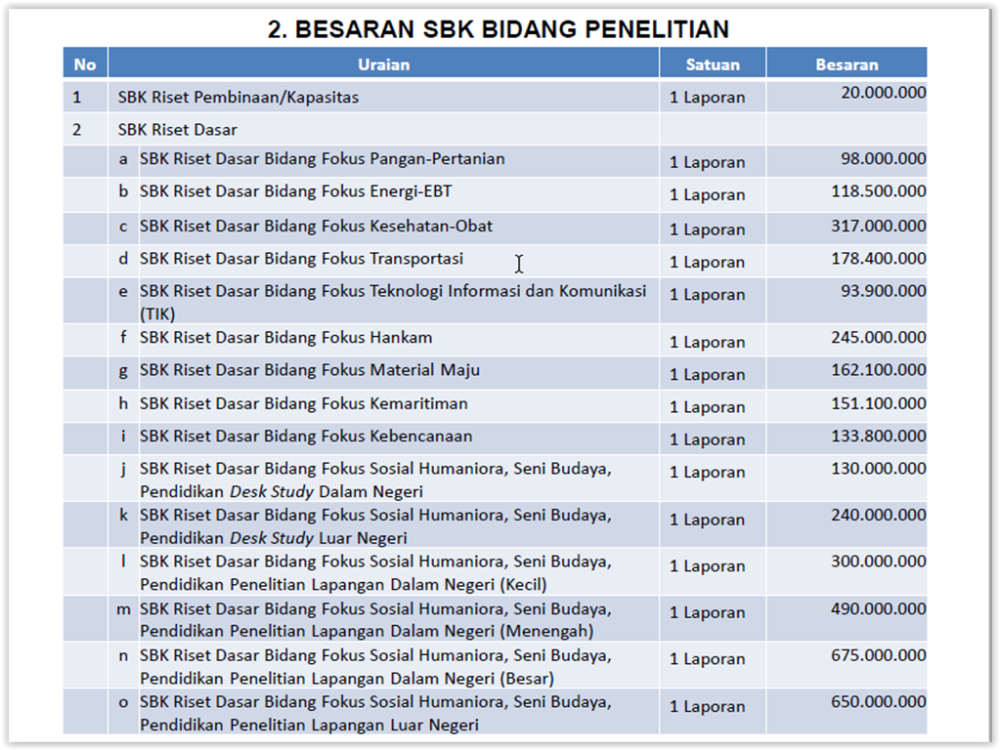 2. BESARAN SBK BIDANG PENELITIAN
No Uraian Satuan Besaran
1 SBK Riset Pembinaan/Kapasitas 1 Laporan 20.000.000
2 SBK Riset Dasar
a SBK Riset Dasar Bidang Fokus Pangan-Pertanian 1 Laporan 98.000.000
b SBK Riset Dasar Bidang Fokus Energi-EBT 1 Laporan 118.500.000
c SBK Riset Dasar Bidang Fokus Kesehatan-Obat 1 Laporan 317.000.000
d SBK Riset Dasar Bidang Fokus Transportasi 1 Laporan 178.400.000
e SBK Riset Dasar Bidang Fokus Teknologi Informasi dan Komunikasi 1 Laporan 93.900.000
(TIK)
f SBK Riset Dasar Bidang Fokus Hankam 1 Laporan 245.000.000
g SBK Riset Dasar Bidang Fokus Material Maju 1 Laporan 162.100.000
h SBK Riset Dasar Bidang Fokus Kemaritiman 1 Laporan 151.100.000
i SBK Riset Dasar Bidang Fokus Kebencanaan 1 Laporan 133.800.000
j SBK Riset Dasar Bidang Fokus Sosial Humaniora, Seni Budaya, 1 Laporan 130.000.000
Pendidikan Desk Study Dalam Negeri
k SBK Riset Dasar Bidang Fokus Sosial Humaniora, Seni Budaya, 1 Laporan 240.000.000
Pendidikan Desk Study Luar Negeri
l SBK Riset Dasar Bidang Fokus Sosial Humaniora, Seni Budaya, 1 Laporan 300.000.000
Pendidikan Penelitian Lapangan Dalam Negeri (Kecil)
m SBK Riset Dasar Bidang Fokus Sosial Humaniora, Seni Budaya, 1 Laporan 490.000.000
Pendidikan Penelitian Lapangan Dalam Negeri (Menengah)
n SBK Riset Dasar Bidang Fokus Sosial Humaniora, Seni Budaya, 1 Laporan 675.000.000
Pendidikan Penelitian Lapangan Dalam Negeri (Besar)
o SBK Riset Dasar Bidang Fokus Sosial Humaniora, Seni Budaya, 1 Laporan 650.000.000
Pendidikan Penelitian Lapangan Luar Negeri